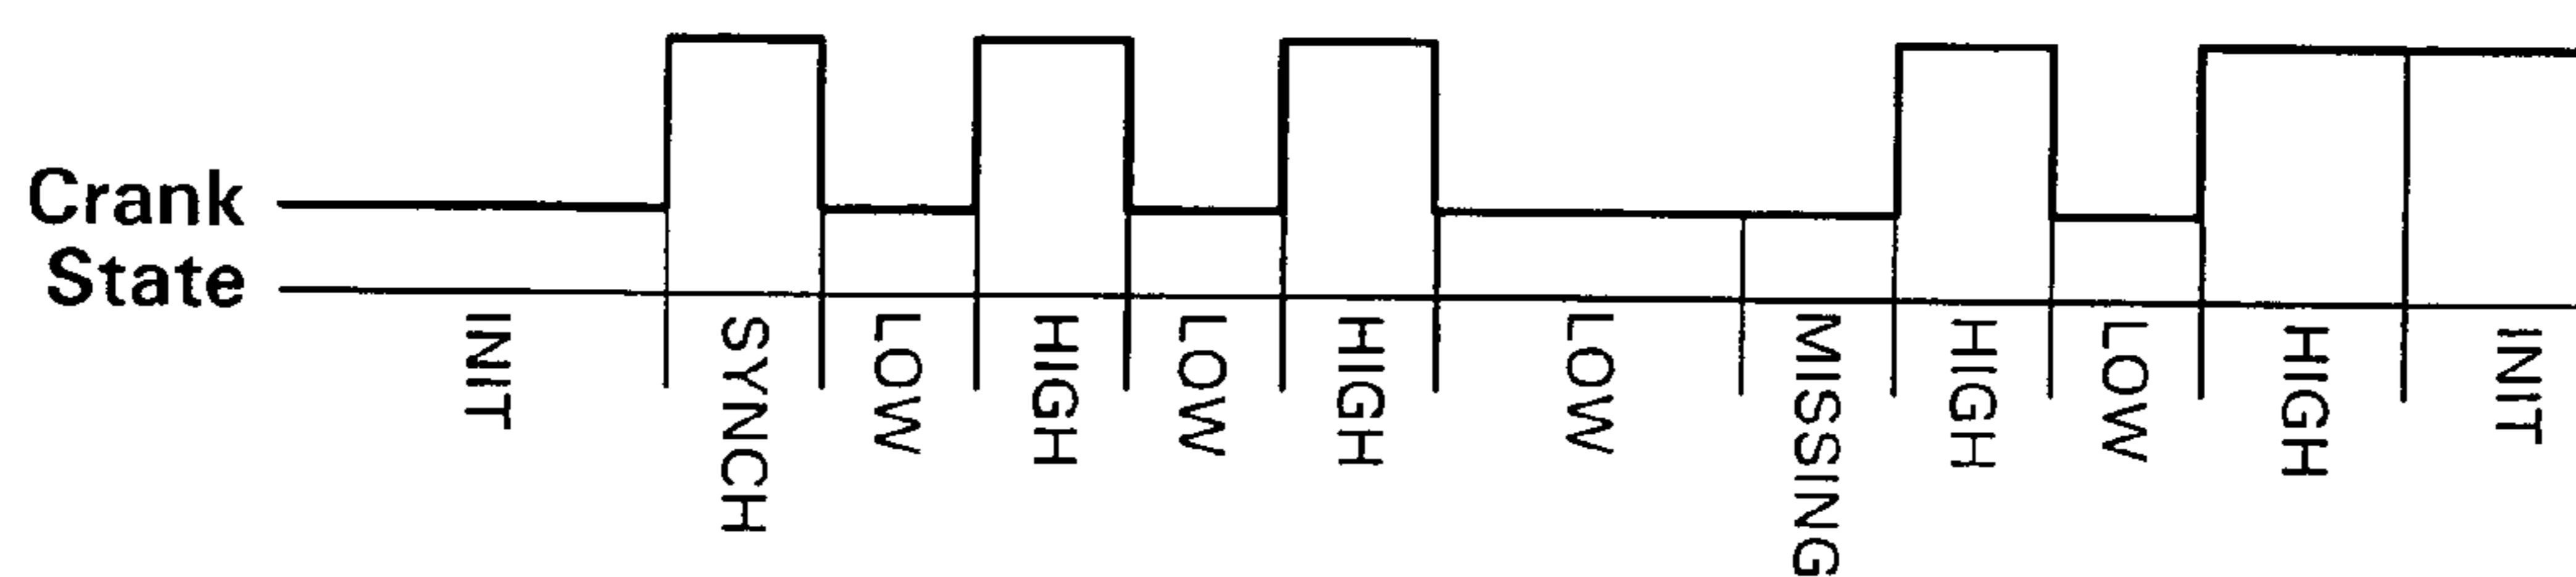 Crank
State
INIT
SYNCH
LOW
HIGH
LOW
HIGH
LOW
MISSING
HIGH
LOW
HIGH
INIT